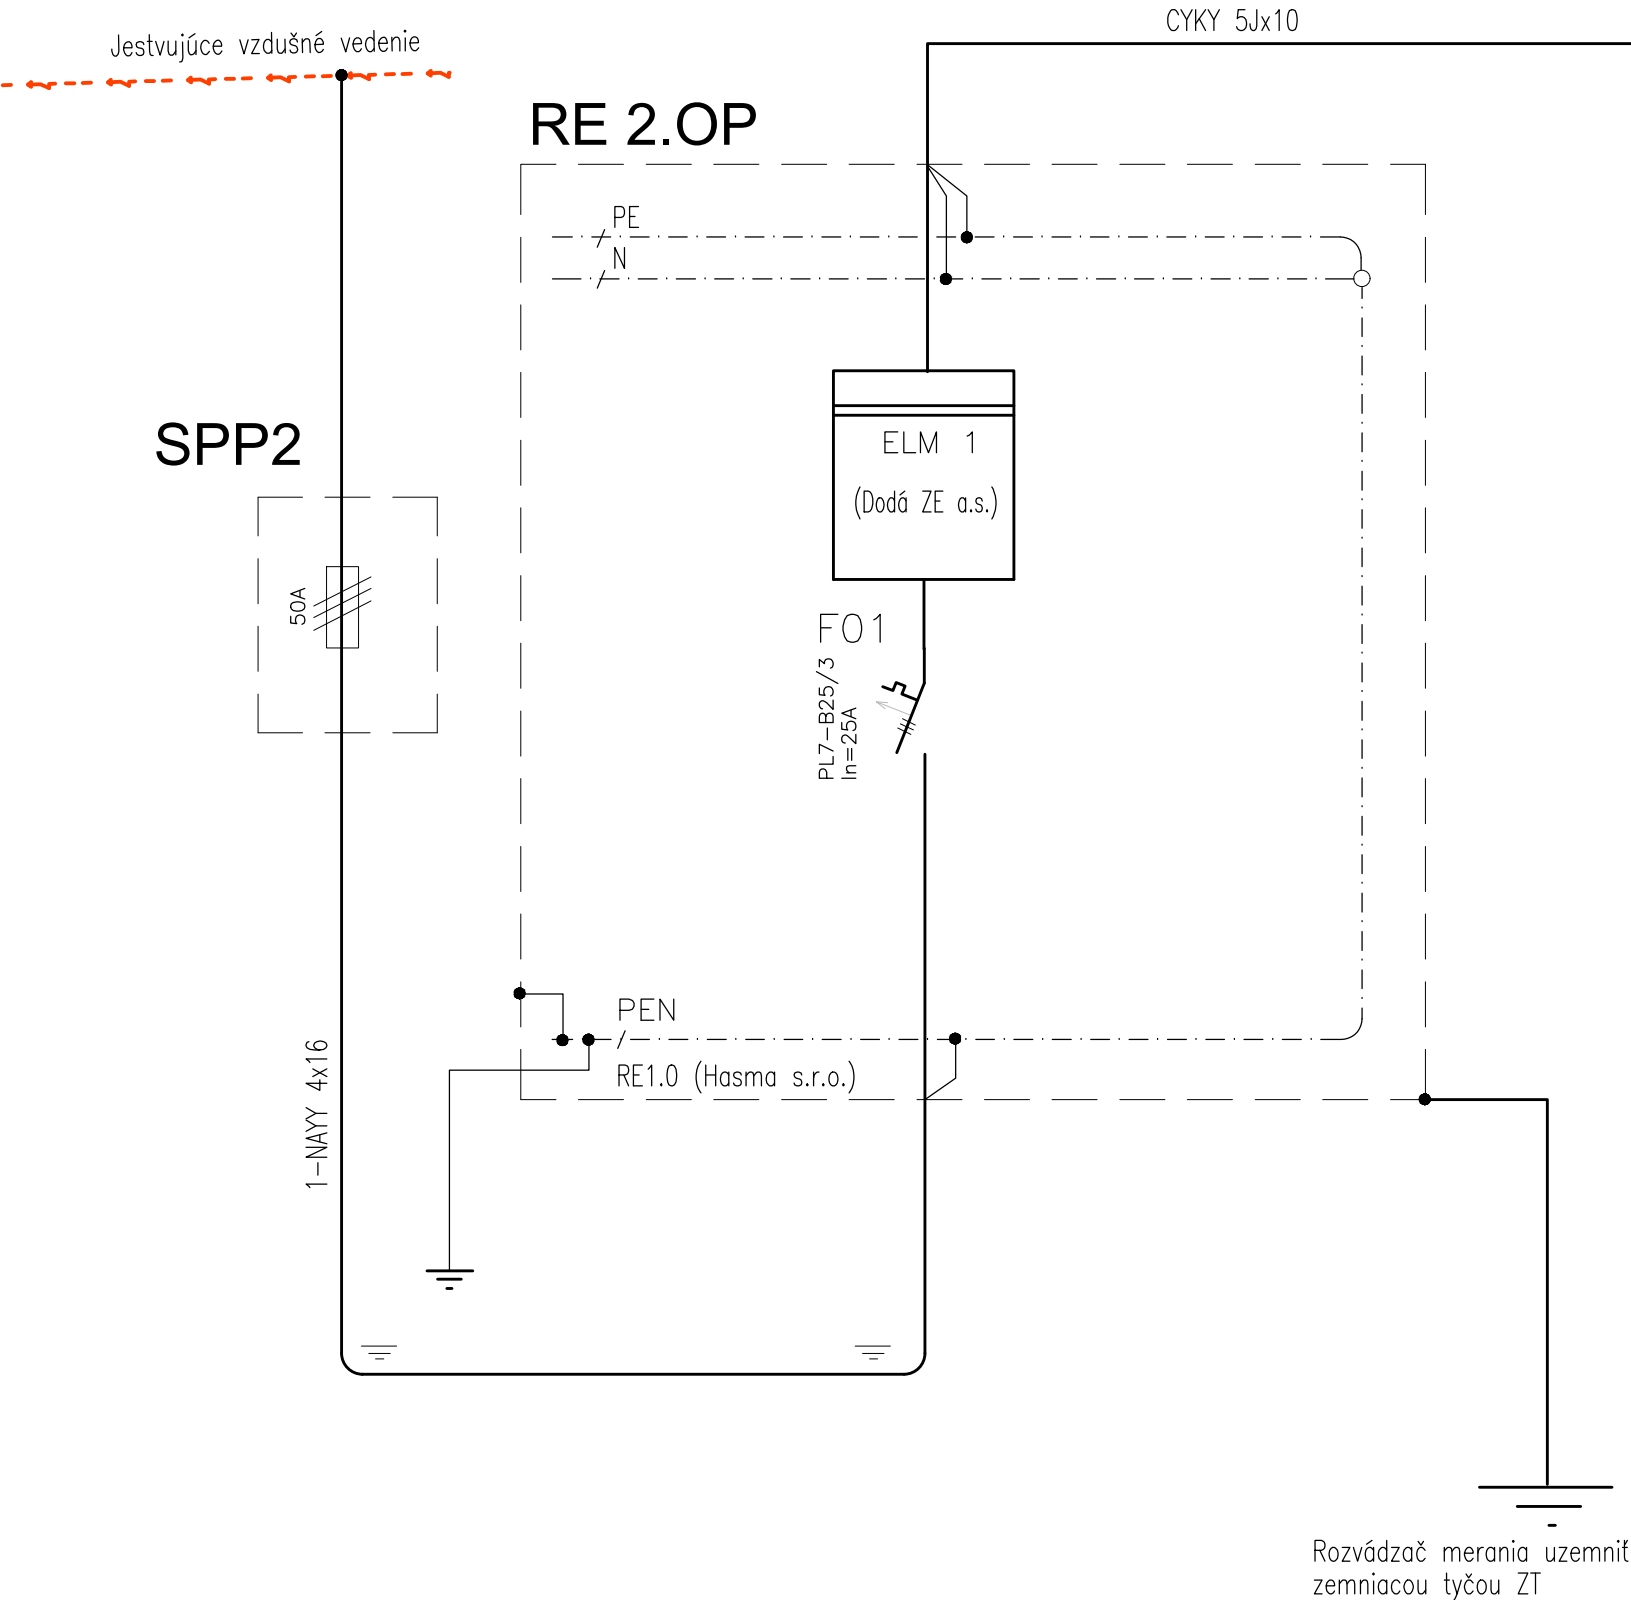 CYKY 5Jx10
Jestvujúce vzdušné vedenie
RE 2.OP
PE
N
SPP2
ELM 1
(Dodá ZE a.s.)
50A
FO1
PL7-B25/3
In=25A
PEN
RE1.0 (Hasma s.r.o.)
1-NAYY 4x16
Rozvádzač merania uzemniť
zemniacou tyčou ZT